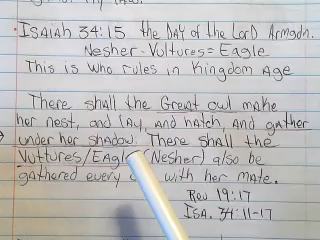 • Isaiah 34:15 the Day of the Lord Armagdn.
Nesher - Vultures = Eagle
This is who rules in Kingdom Age
There shall the Great owl make
her nest, and lay, and hatch, and gather
under her shadow: There shall the
Vultures/Eagle (Nesher) also be
gathered every with her mate.
Rev 19:17
ISA. 34:11-17